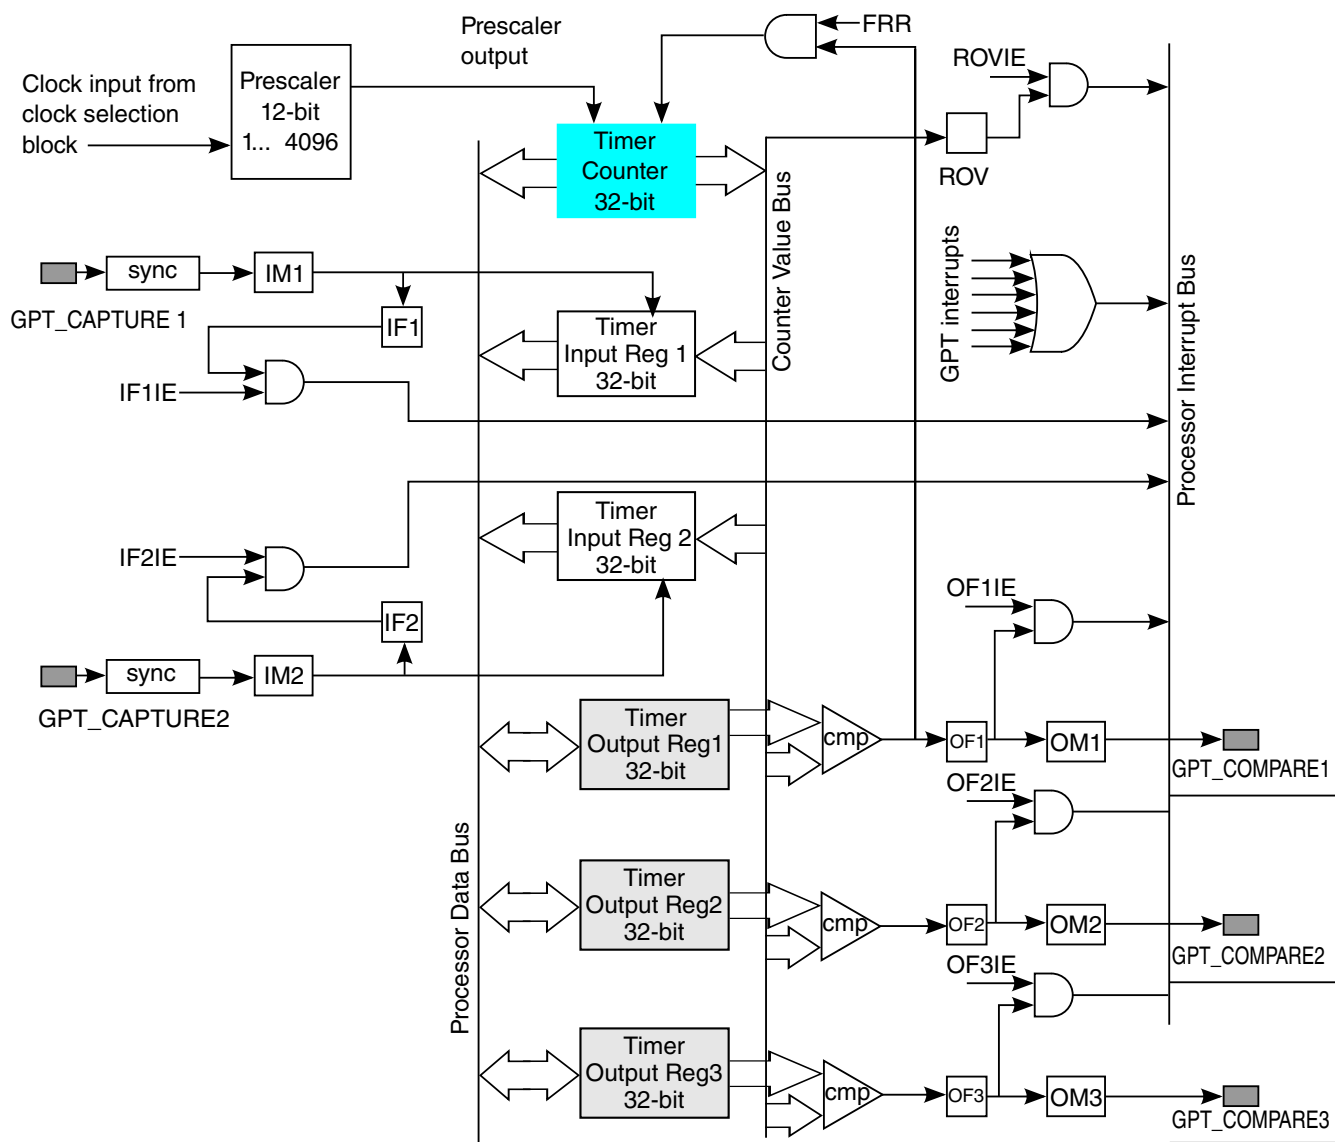 Prescaler
output
FRR
ROVIE
Clock input from
clock selection
block
Prescaler
12-bit
1... 4096
Timer
Counter
32-bit
ROV
Counter Value Bus
GPT interrupts
Processor Interrupt Bus
sync
IM1
GPT_CAPTURE 1
IF1
Timer
Input Reg 1
32-bit
IF1IE
Timer
Input Reg 2
32-bit
IF2IE
IF2
OF1IE
sync
IM2
GPT_CAPTURE2
Timer
Output Reg1
32-bit
cmp
OF1
OM1
GPT_COMPARE1
OF2IE
Processor Data Bus
Timer
Output Reg2
32-bit
cmp
OF2
OM2
GPT_COMPARE2
OF3IE
Timer
Output Reg3
32-bit
cmp
OF3
OM3
GPT_COMPARE3